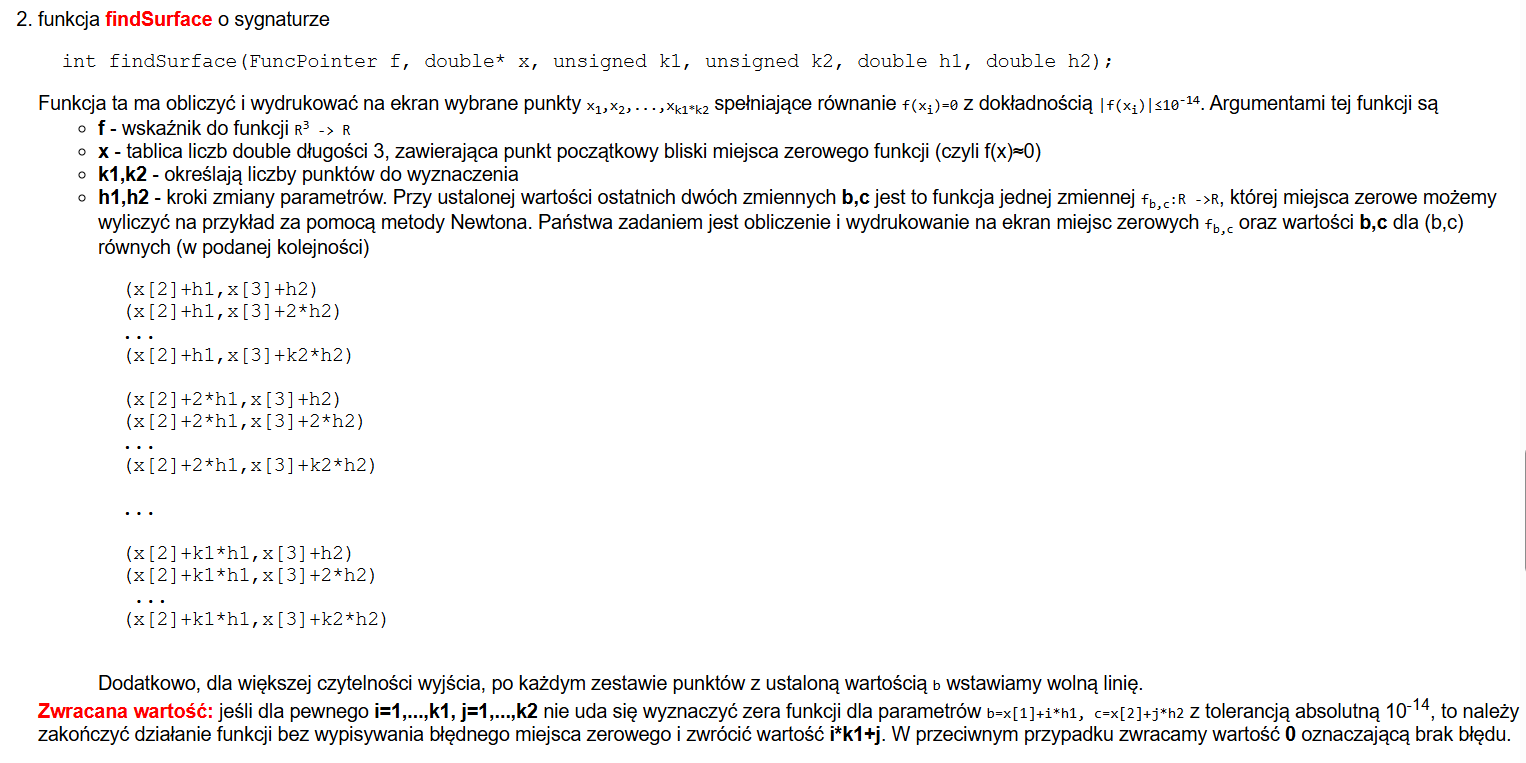 2. funkcja findSurface o sygnaturze
int findSurface(FuncPointer f, double* x, unsigned k1, unsigned k2, double h1, double h2);
Funkcja ta ma obliczyć i wydrukować na ekran wybrane punkty x₁,x₂,...,xₖ₁*ₖ₂ spełniające równanie f(xᵢ)=0 z dokładnością |f(xᵢ)|≤10⁻¹⁴. Argumentami tej funkcji są
◦ f - wskaźnik do funkcji R³ -> R
◦ x - tablica liczb double długości 3, zawierająca punkt początkowy bliski miejsca zerowego funkcji (czyli f(x)≈0)
◦ k1,k2 - określają liczby punktów do wyznaczenia
◦ h1,h2 - kroki zmiany parametrów. Przy ustalonej wartości ostatnich dwóch zmiennych b,c jest to funkcja jednej zmiennej f_b,c:R ->R, której miejsca zerowe możemy
wyliczyć na przykład za pomocą metody Newtona. Państwa zadaniem jest obliczenie i wydrukowanie na ekran miejsc zerowych f_b,c oraz wartości b,c dla (b,c)
równych (w podanej kolejności)
(x[2]+h1,x[3]+h2)
(x[2]+h1,x[3]+2*h2)
...
(x[2]+h1,x[3]+k2*h2)
(x[2]+2*h1,x[3]+h2)
(x[2]+2*h1,x[3]+2*h2)
...
(x[2]+2*h1,x[3]+k2*h2)
...
(x[2]+k1*h1,x[3]+h2)
(x[2]+k1*h1,x[3]+2*h2)
...
(x[2]+k1*h1,x[3]+k2*h2)
Dodatkowo, dla większej czytelności wyjścia, po każdym zestawie punktów z ustaloną wartością b wstawiamy wolną linię.
Zwracana wartość: jeśli dla pewnego i=1,...,k1, j=1,...,k2 nie uda się wyznaczyć zera funkcji dla parametrów b=x[1]+i*h1, c=x[2]+j*h2 z tolerancją absolutną 10⁻¹⁴, to należy
zakończyć działanie funkcji bez wypisywania błędnego miejsca zerowego i zwrócić wartość i*k1+j. W przeciwnym przypadku zwracamy wartość 0 oznaczającą brak błędu.